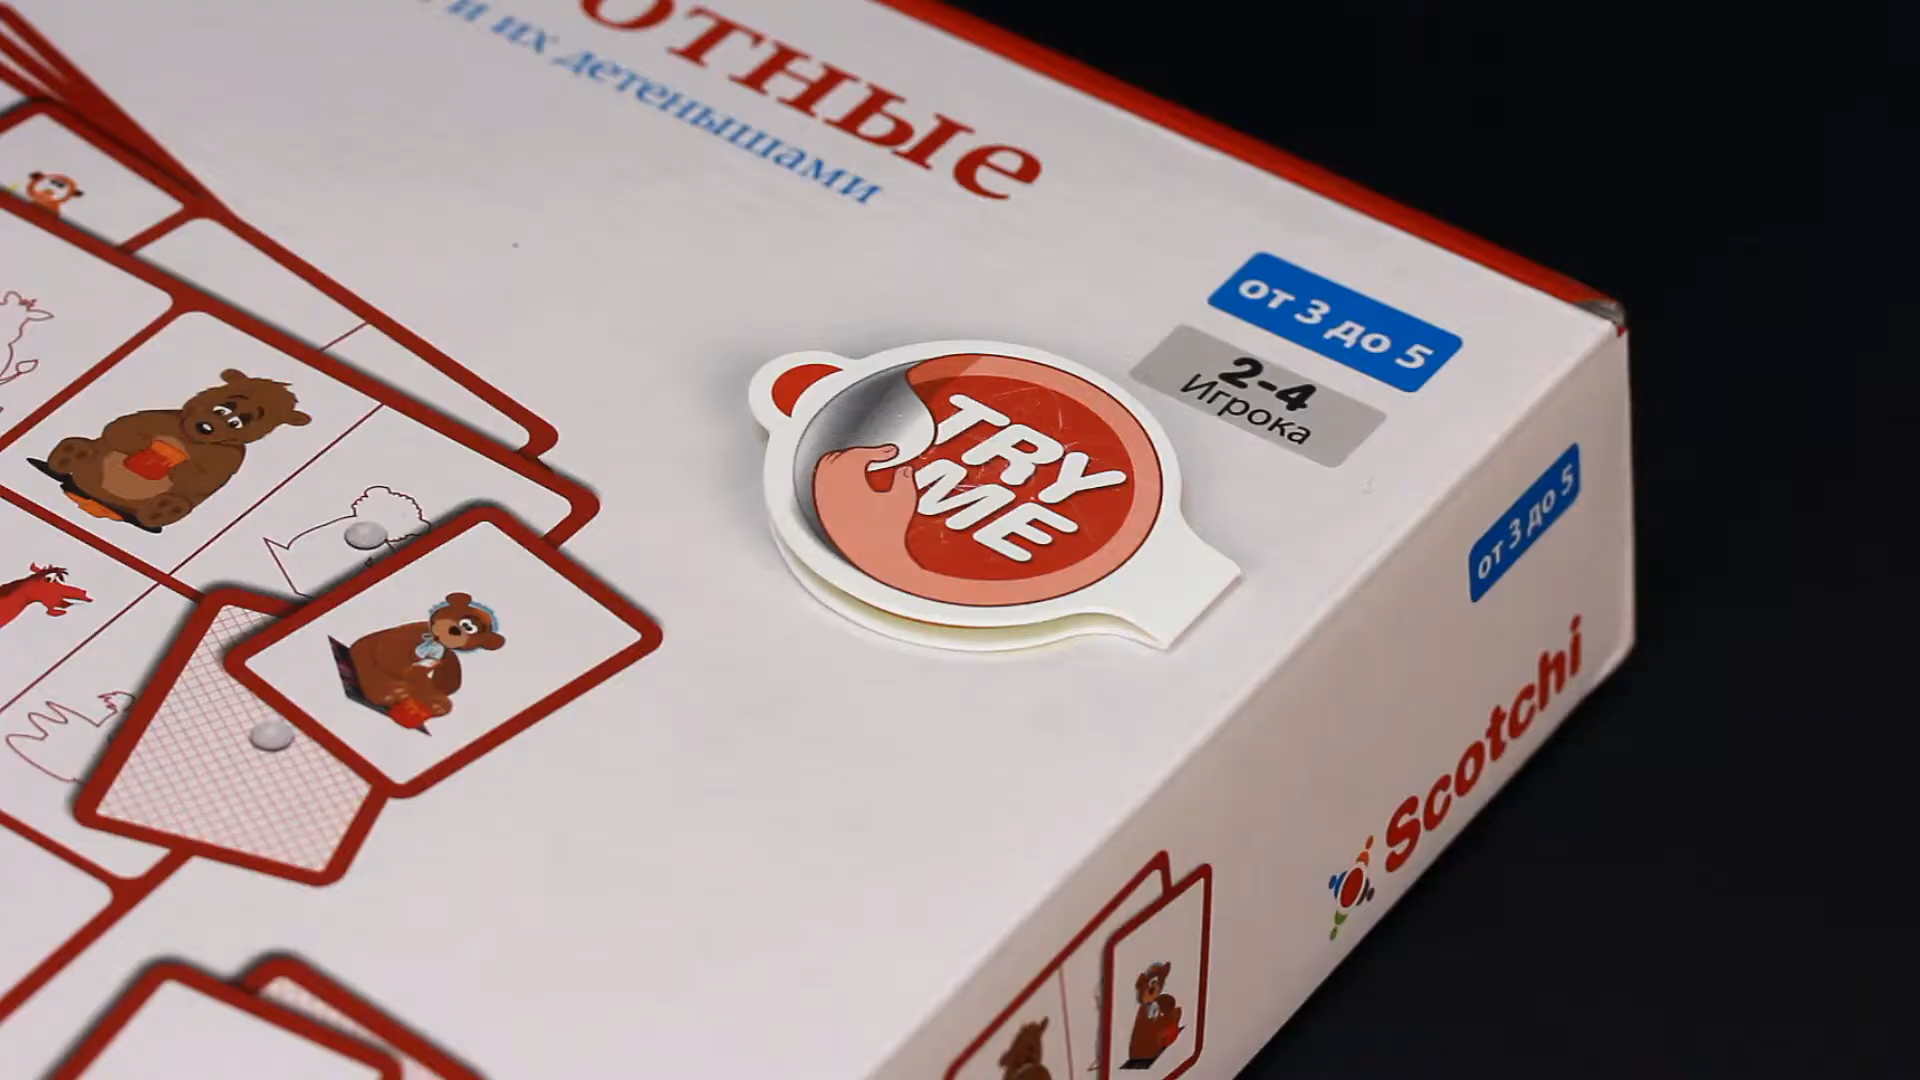 отные
и их детенышами
от 3 до 5
2-4
Игрока
TRY
ME
от 3 до 5
Scotchi